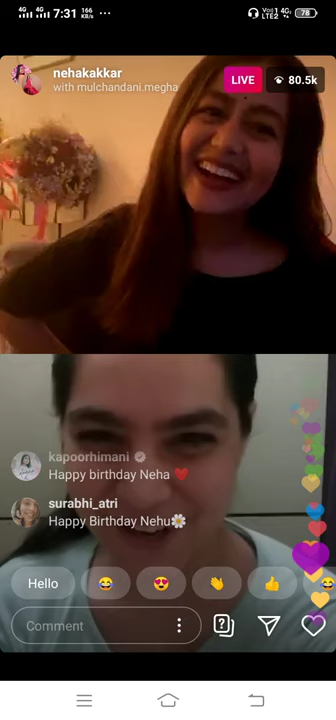 4G 4G 7:31 166 KB/s ...
Vo) 1 LTE2 4G+ 78
nehakakkar
with mulchandani.megha
LIVE 80.5k
kapoorhimani
Happy birthday Neha ❤️
surabhi_atri
Happy Birthday Nehu🌼
Hello 😂 😍 👏 👍 😂
Comment